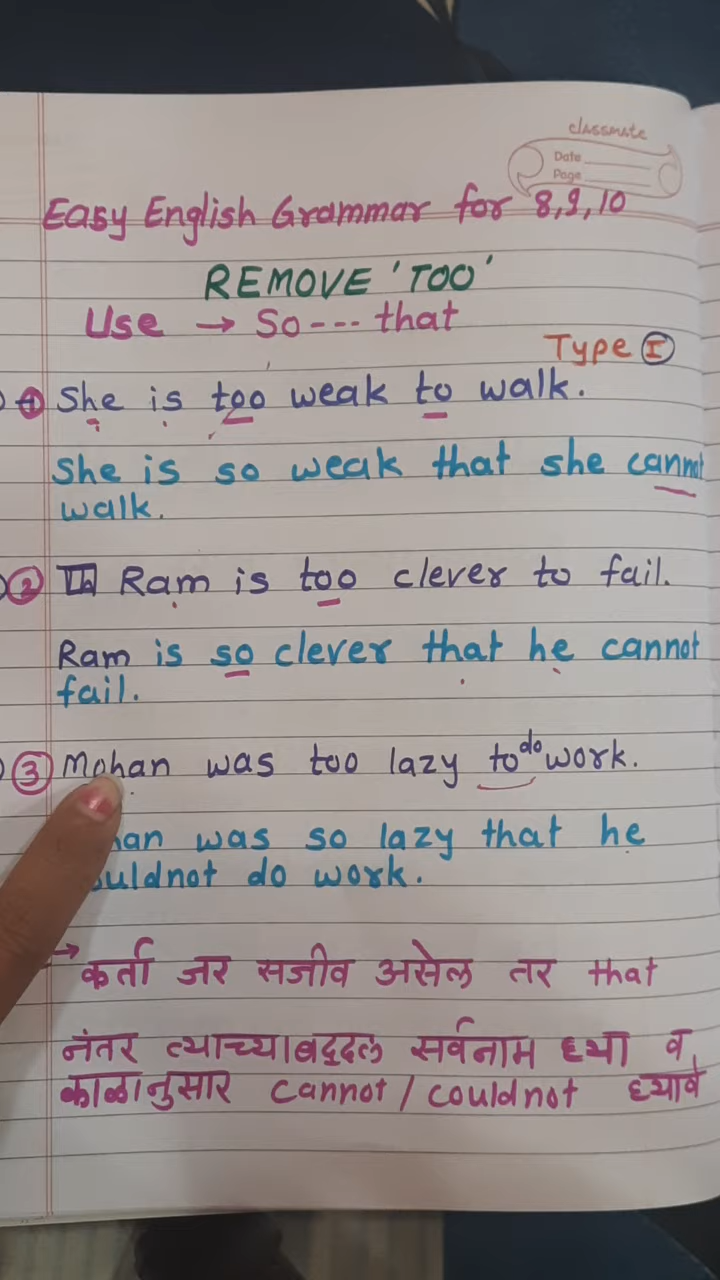 classmate
Date
Page
Easy English Grammar for 8,9,10
REMOVE 'TOO'
Use → So --- that
Type I
1 She is too weak to walk.
She is so weak that she cannot
walk.
2 Ram is too clever to fail.
Ram is so clever that he cannot
fail.
3 Mohan was too lazy to do work.
was so lazy that he
do work.
→ कर्ता जर सजीव असेल तर that
नंतर त्याच्याबद्दल सर्वनाम घ्या व
काळानुसार cannot / couldnot घ्यावे